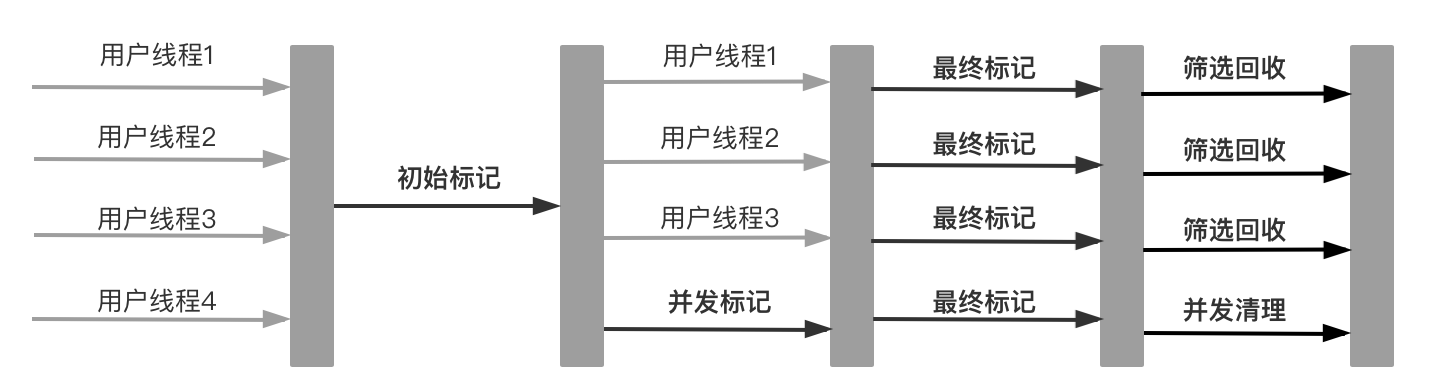 用户线程1
用户线程2
用户线程3
用户线程4
初始标记
用户线程1
用户线程2
用户线程3
并发标记
最终标记
最终标记
最终标记
最终标记
筛选回收
筛选回收
筛选回收
并发清理